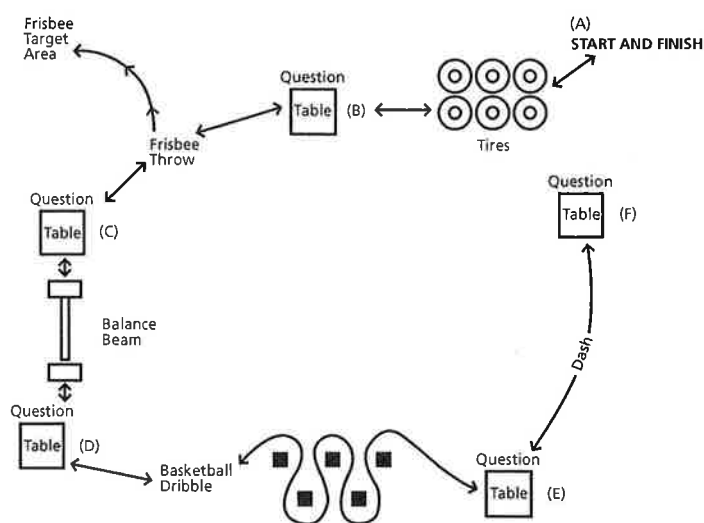 Frisbee
Target
Area
(A)
START AND FINISH
Question
Table
(B)
Tires
Frisbee
Throw
Question
Table
(C)
Question
Table
(F)
Balance
Beam
Dash
Question
Table
(D)
Basketball
Dribble
Question
Table
(E)